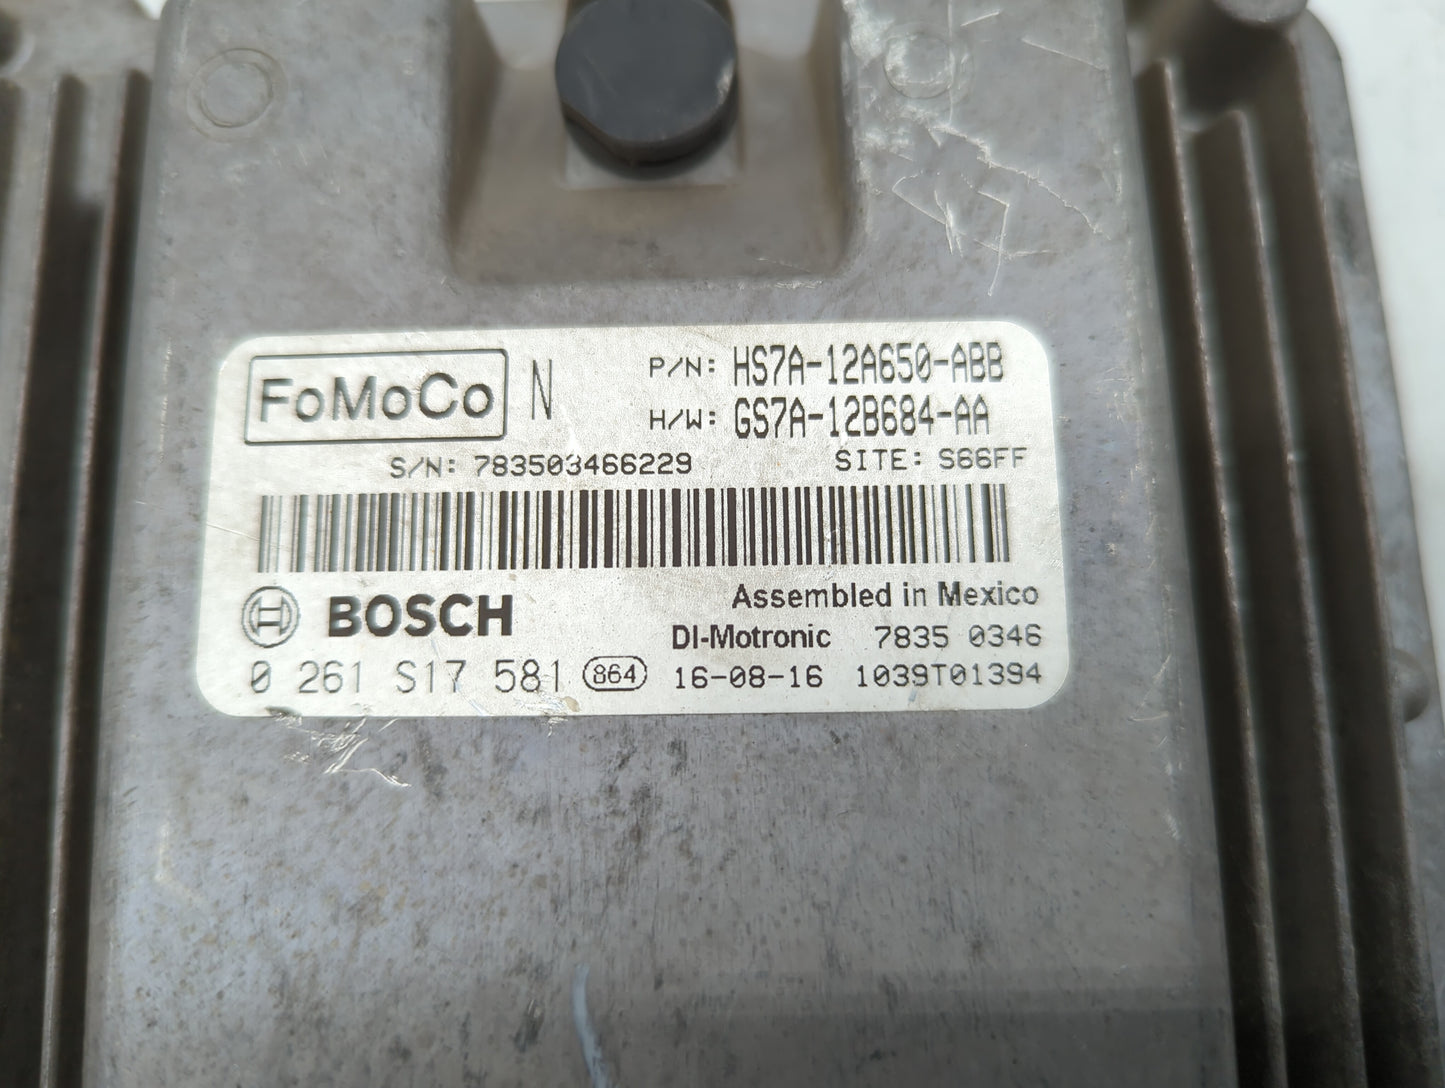 FoMoCo N P/N: HS7A-12A650-ABB
H/W: GS7A-12B684-AA
S/N: 783503466229 SITE: S66FF
BOSCH Assembled in Mexico
DI-Motronic 7835 0346
0 261 S17 581 864 16-08-16 1039T01394